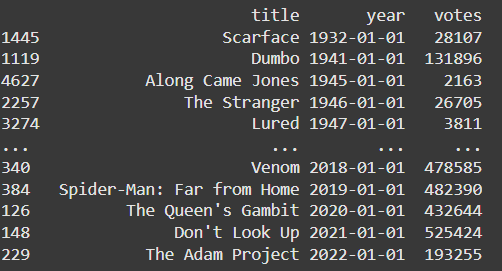 title year votes
1445 Scarface 1932-01-01 28107
1119 Dumbo 1941-01-01 131896
4627 Along Came Jones 1945-01-01 2163
2257 The Stranger 1946-01-01 26705
3274 Lured 1947-01-01 3811
... ... ... ...
340 Venom 2018-01-01 478585
384 Spider-Man: Far from Home 2019-01-01 482390
126 The Queen's Gambit 2020-01-01 432644
148 Don't Look Up 2021-01-01 525424
229 The Adam Project 2022-01-01 193255